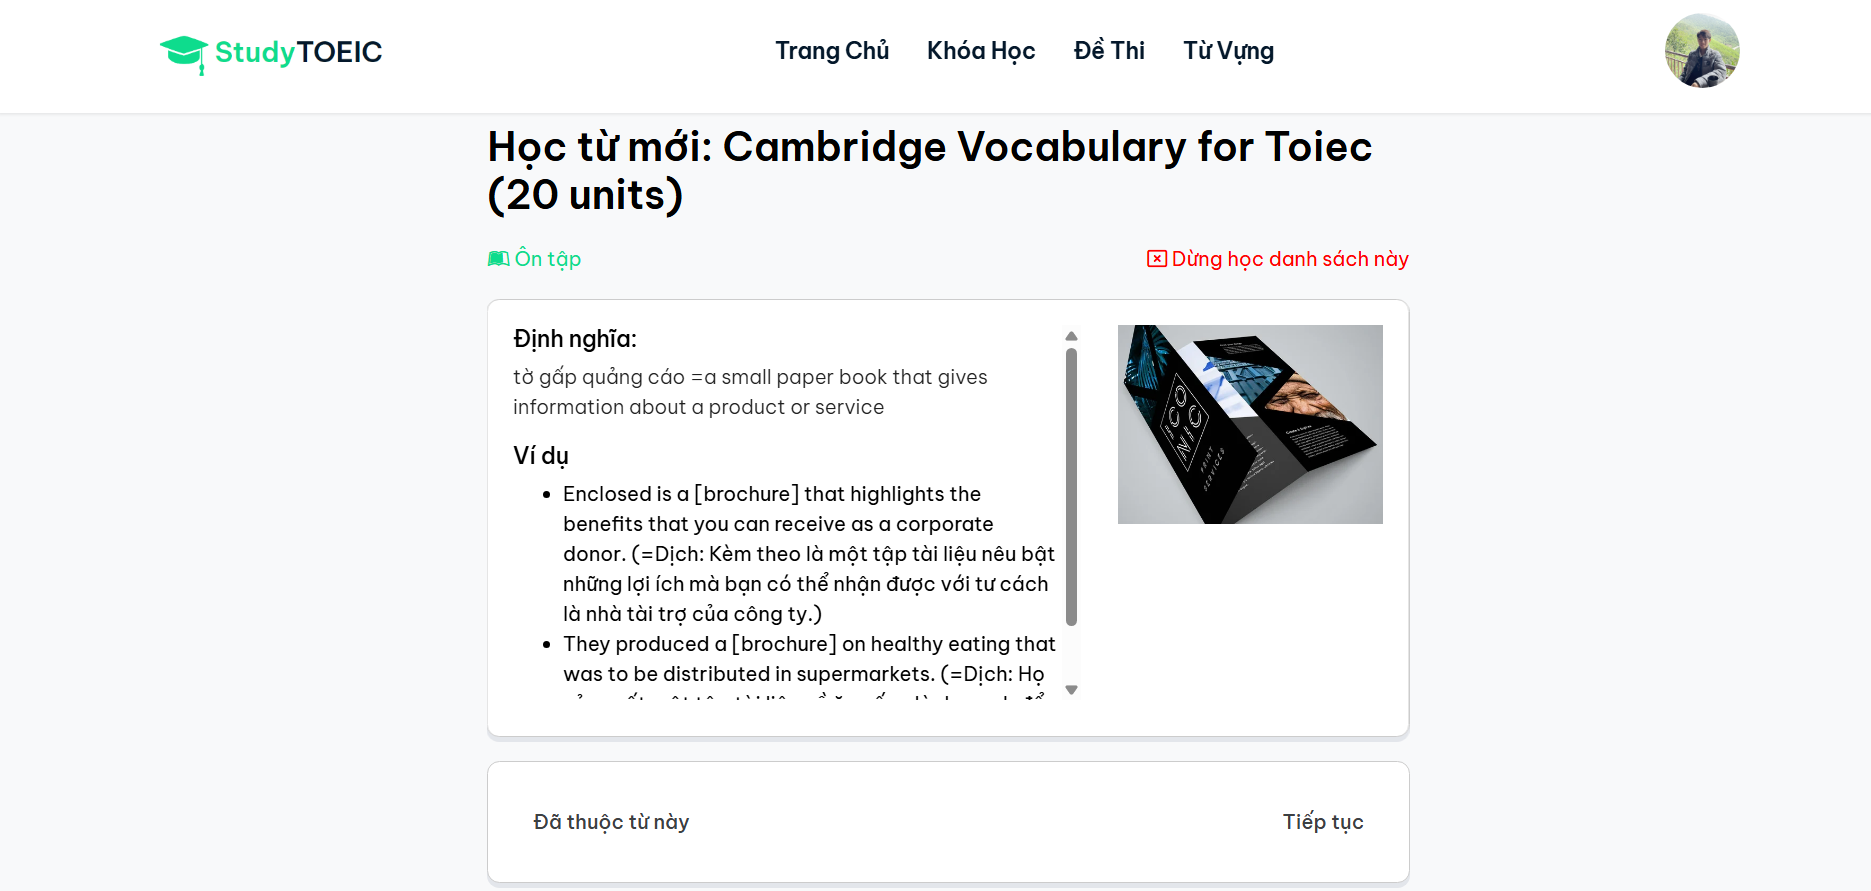 StudyTOEIC
Trang Chủ
Khóa Học
Đề Thi
Từ Vựng
Học từ mới: Cambridge Vocabulary for Toiec
(20 units)
Ôn tập
Dừng học danh sách này
Định nghĩa:
tờ gấp quảng cáo =a small paper book that gives
information about a product or service
Ví dụ
Enclosed is a [brochure] that highlights the
benefits that you can receive as a corporate
donor. (=Dịch: Kèm theo là một tập tài liệu nêu bật
những lợi ích mà bạn có thể nhận được với tư cách
là nhà tài trợ của công ty.)
They produced a [brochure] on healthy eating that
was to be distributed in supermarkets. (=Dịch: Họ
ICONIC
PRINT
SERVICES
Đã thuộc từ này
Tiếp tục